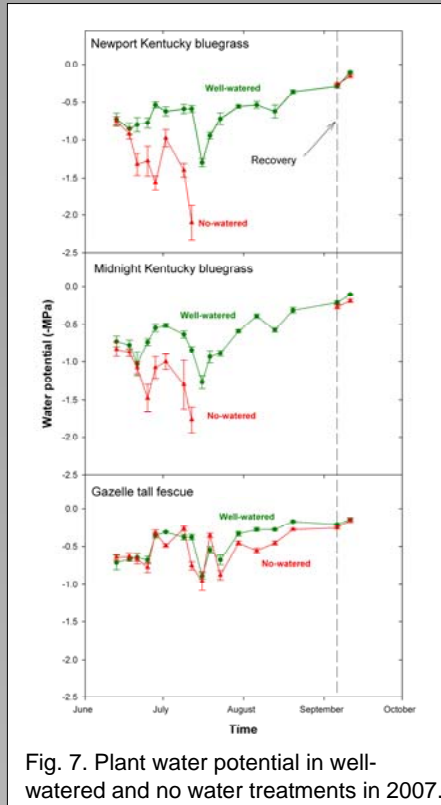 Newport Kentucky bluegrass
0.0
Well-watered
-0.5
Recovery
-1.0
-1.5
-2.0
No-watered
-2.5
Midnight Kentucky bluegrass
0.0
Well-watered
-0.5
-1.0
No-watered
-1.5
-2.0
-2.5
Water potential (-MPa)
Gazelle tall fescue
0.0
Well-watered
-0.5
No-watered
-1.0
-1.5
-2.0
-2.5
June July August September October
Time
Fig. 7. Plant water potential in well-
watered and no water treatments in 2007.